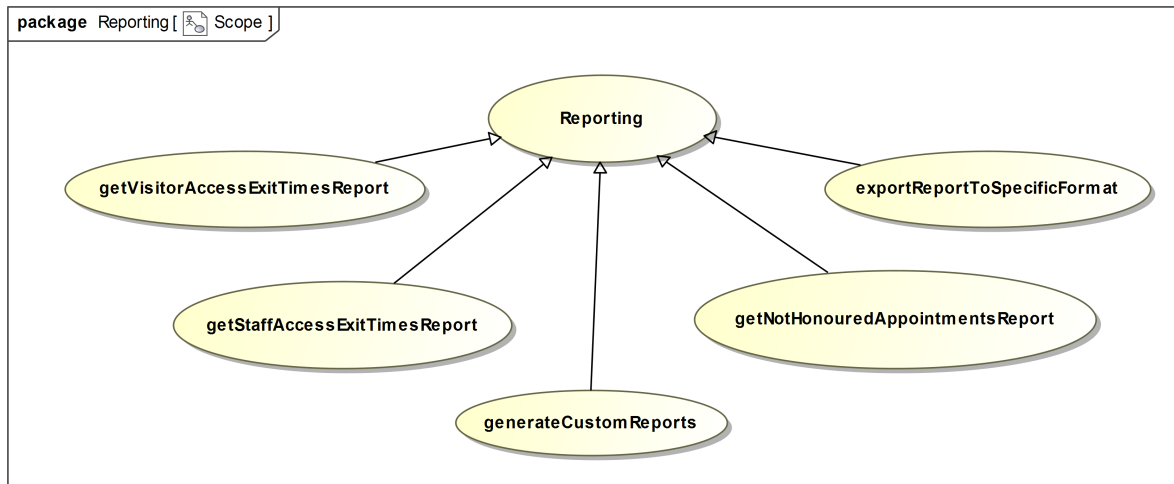 package Reporting [ Scope ]
Reporting
getVisitorAccessExitTimesReport
exportReportToSpecificFormat
getStaffAccessExitTimesReport
getNotHonouredAppointmentsReport
generateCustomReports